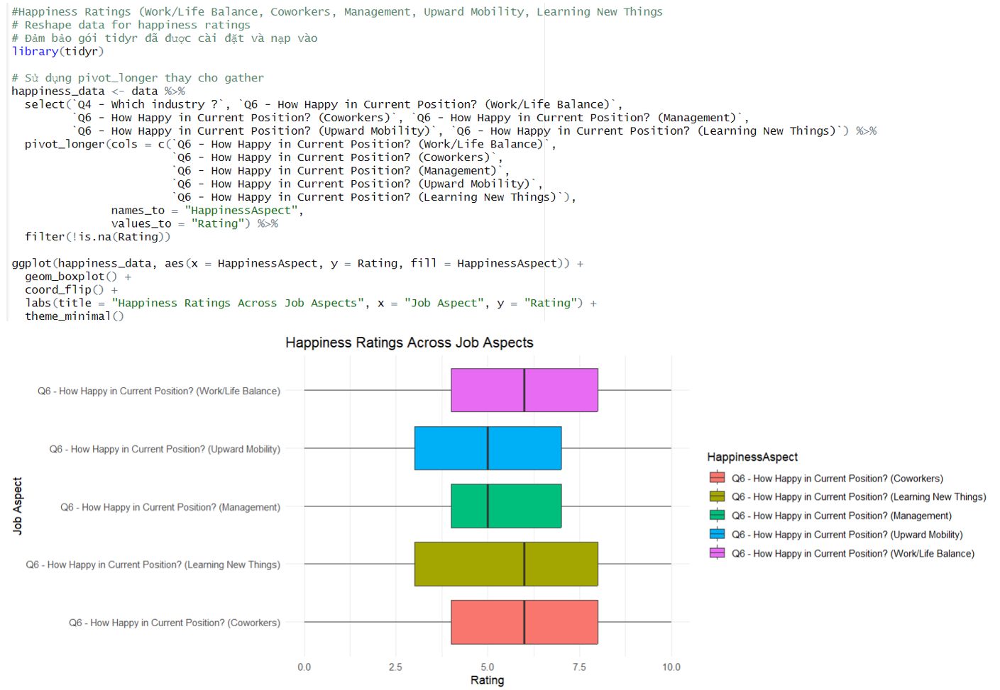 #Happiness Ratings (Work/Life Balance, Coworkers, Management, Upward Mobility, Learning New Things
# Reshape data for happiness ratings
# Đảm bảo gói tidyr đã được cài đặt và nạp vào
library(tidyr)
# Sử dụng pivot_longer thay cho gather
happiness_data <- data %>%
  select(`Q4 - Which industry ?`, `Q6 - How Happy in Current Position? (Work/Life Balance)`,
         `Q6 - How Happy in Current Position? (Coworkers)`, `Q6 - How Happy in Current Position? (Management)`,
         `Q6 - How Happy in Current Position? (Upward Mobility)`, `Q6 - How Happy in Current Position? (Learning New Things)`) %>%
  pivot_longer(cols = c(`Q6 - How Happy in Current Position? (Work/Life Balance)`,
                        `Q6 - How Happy in Current Position? (Coworkers)`,
                        `Q6 - How Happy in Current Position? (Management)`,
                        `Q6 - How Happy in Current Position? (Upward Mobility)`,
                        `Q6 - How Happy in Current Position? (Learning New Things)`),
               names_to = "HappinessAspect",
               values_to = "Rating") %>%
  filter(!is.na(Rating))
ggplot(happiness_data, aes(x = HappinessAspect, y = Rating, fill = HappinessAspect)) +
  geom_boxplot() +
  coord_flip() +
  labs(title = "Happiness Ratings Across Job Aspects", x = "Job Aspect", y = "Rating") +
  theme_minimal()
Happiness Ratings Across Job Aspects
Job Aspect
Q6 - How Happy in Current Position? (Work/Life Balance)
Q6 - How Happy in Current Position? (Upward Mobility)
Q6 - How Happy in Current Position? (Management)
Q6 - How Happy in Current Position? (Learning New Things)
Q6 - How Happy in Current Position? (Coworkers)
0.0 2.5 5.0 7.5 10.0
Rating
HappinessAspect
Q6 - How Happy in Current Position? (Coworkers)
Q6 - How Happy in Current Position? (Learning New Things)
Q6 - How Happy in Current Position? (Management)
Q6 - How Happy in Current Position? (Upward Mobility)
Q6 - How Happy in Current Position? (Work/Life Balance)